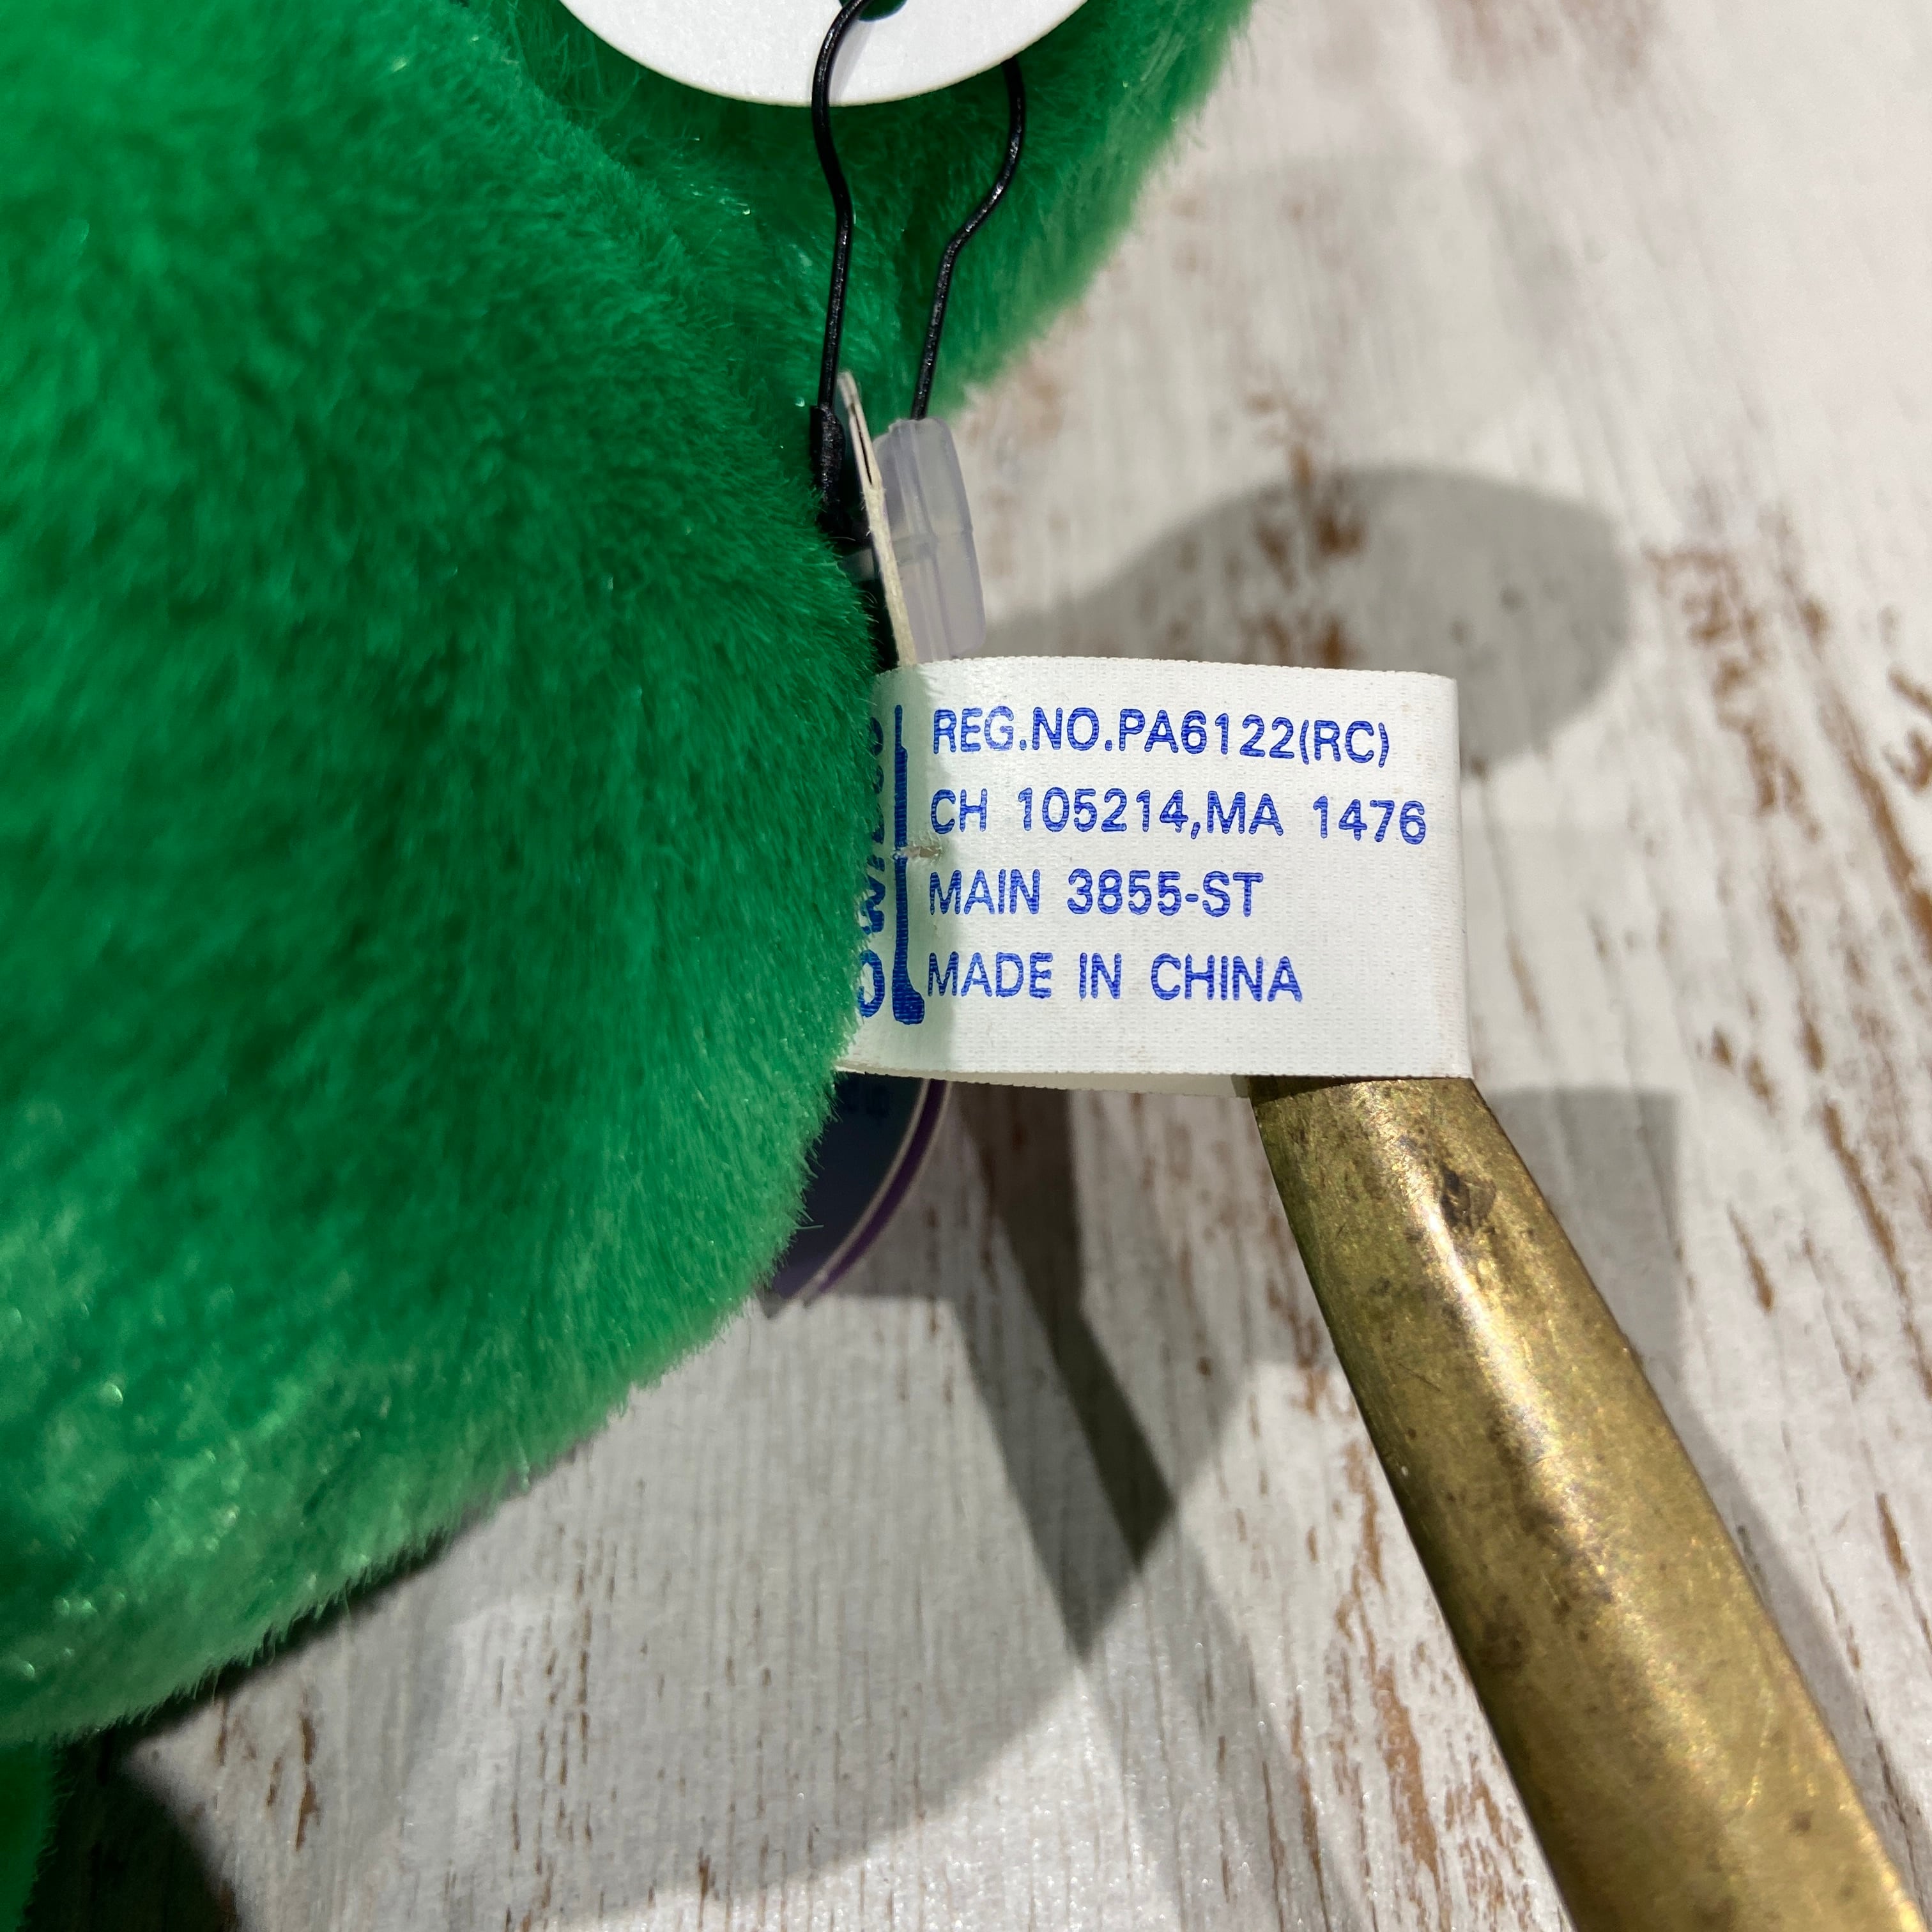 REG.NO.PA6122(RC)
CH 105214,MA 1476
MAIN 3855-ST
MADE IN CHINA